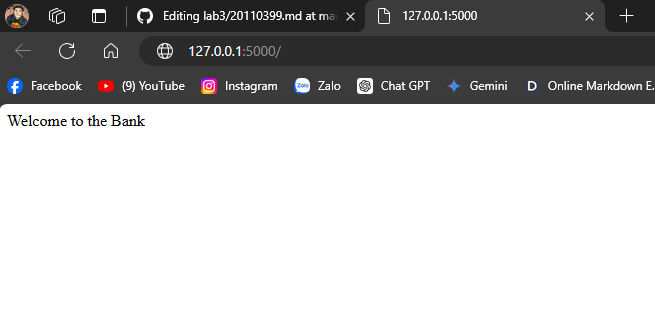 Editing lab3/20110399.md at mai
127.0.0.1:5000
127.0.0.1:5000/
Facebook (9) YouTube Instagram Zalo Chat GPT Gemini Online Markdown E.
Welcome to the Bank